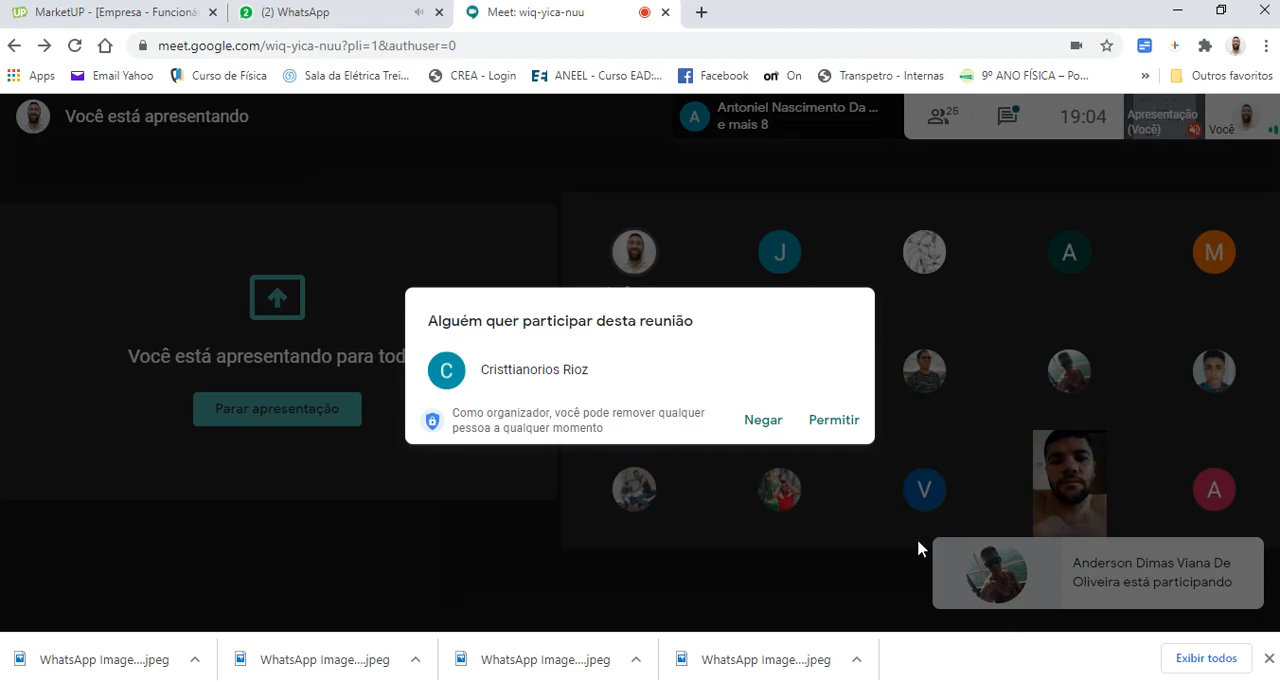 MarketUP - [Empresa - Funcioná
(2) WhatsApp
Meet: wiq-yica-nuu
meet.google.com/wiq-yica-nuu?pli=1&authuser=0
Apps
Email Yahoo
Curso de Física
Sala da Elétrica Trei...
CREA - Login
ANEEL - Curso EAD:...
Facebook
On
Transpetro - Internas
9º ANO FÍSICA – Po...
»
Outros favoritos
Você está apresentando
A
Antoniel Nascimento Da ...
e mais 8
25
19:04
Apresentação
(Você)
Você
J
A
M
Alguém quer participar desta reunião
C
Cristtianorios Rioz
Como organizador, você pode remover qualquer
pessoa a qualquer momento
Negar
Permitir
Você está apresentando para tod
Parar apresentação
V
A
Anderson Dimas Viana De
Oliveira está participando
WhatsApp Image....jpeg
WhatsApp Image....jpeg
WhatsApp Image....jpeg
WhatsApp Image....jpeg
Exibir todos